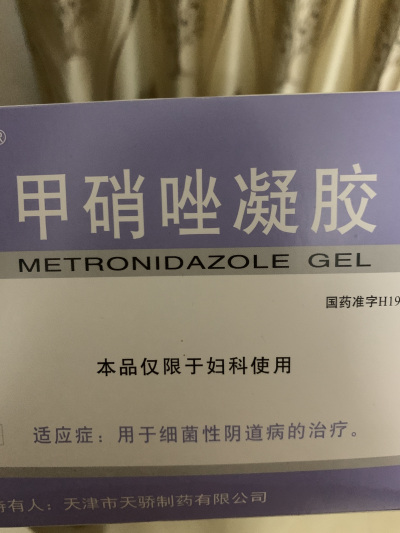 ®
甲硝唑凝胶
METRONIDAZOLE GEL
国药准字H19
本品仅限于妇科使用
适应症：用于细菌性阴道病的治疗。
有人：天津市天骄制药有限公司